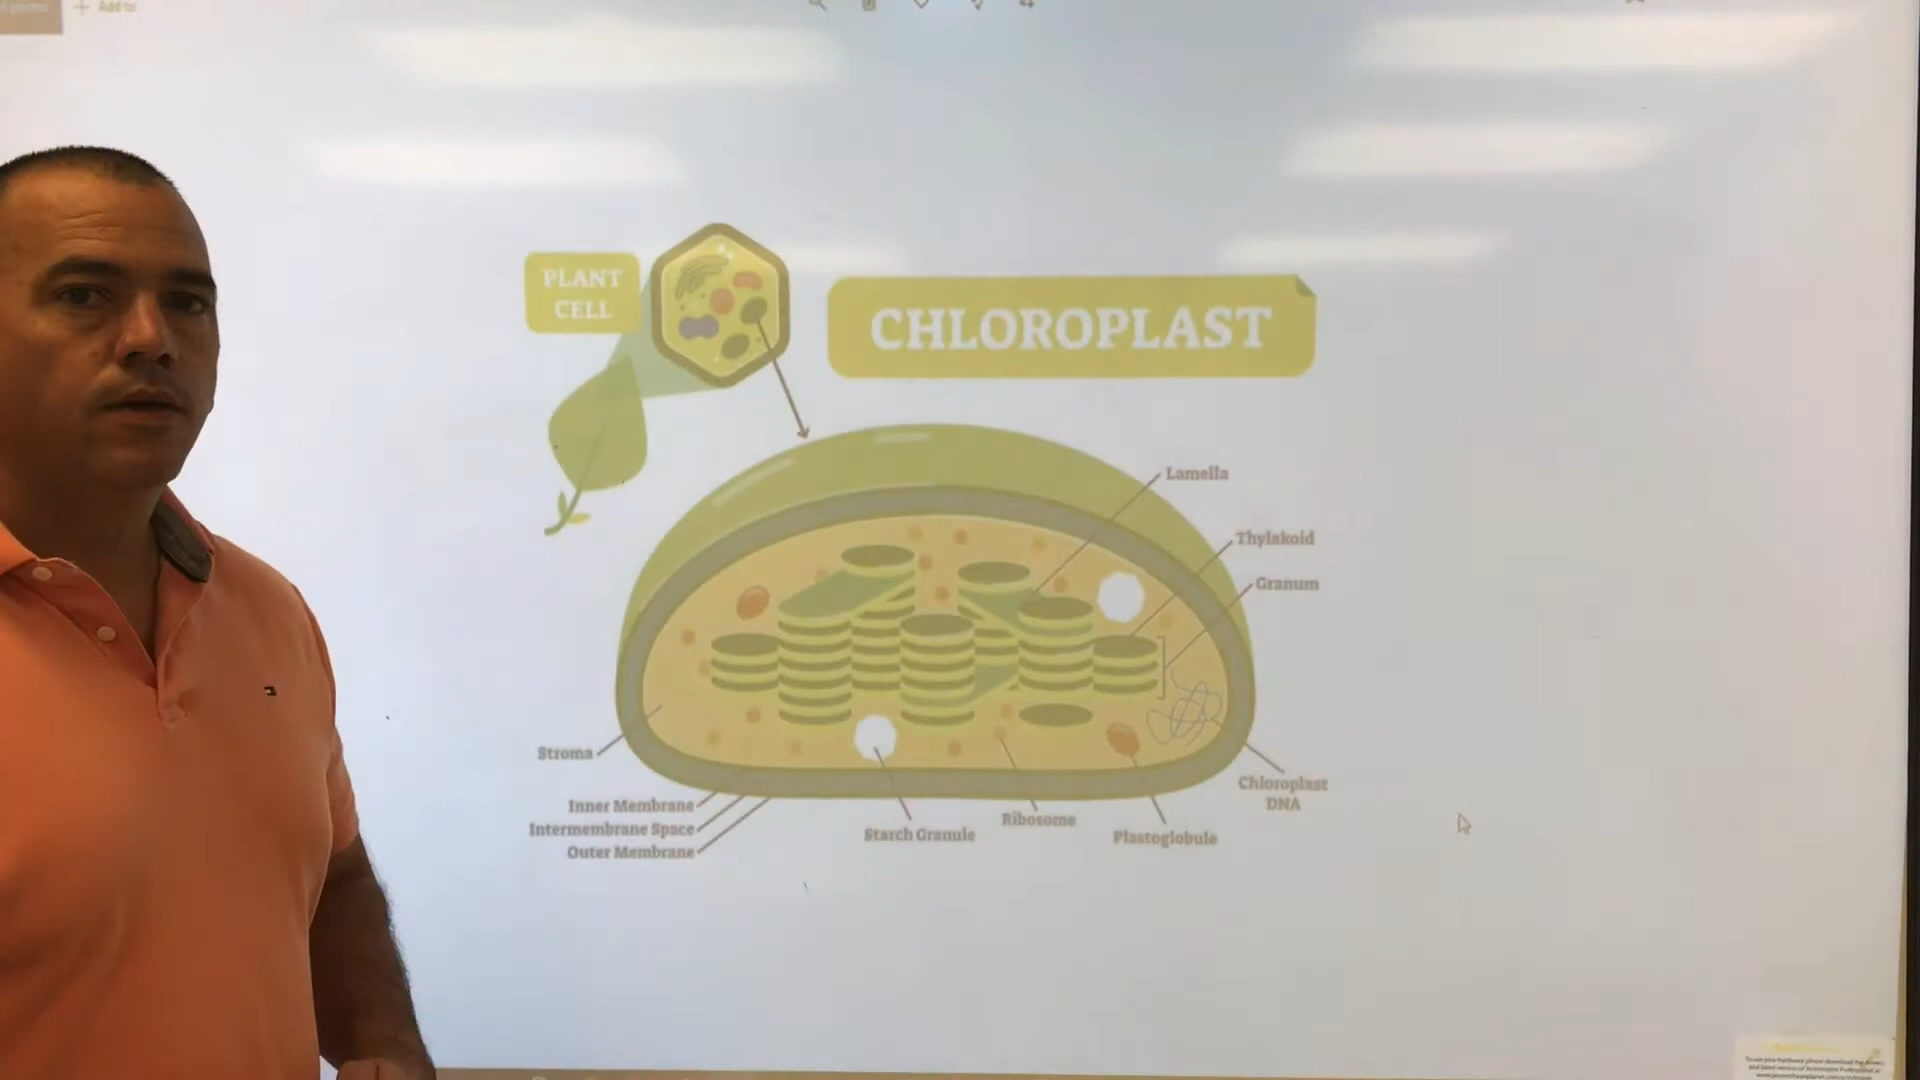 Add to
PLANT
CELL
CHLOROPLAST
Lamella
Thylakoid
Granum
Stroma
Chloroplast
DNA
Inner Membrane
Intermembrane Space
Outer Membrane
Starch Granule
Ribosome
Plastoglobule